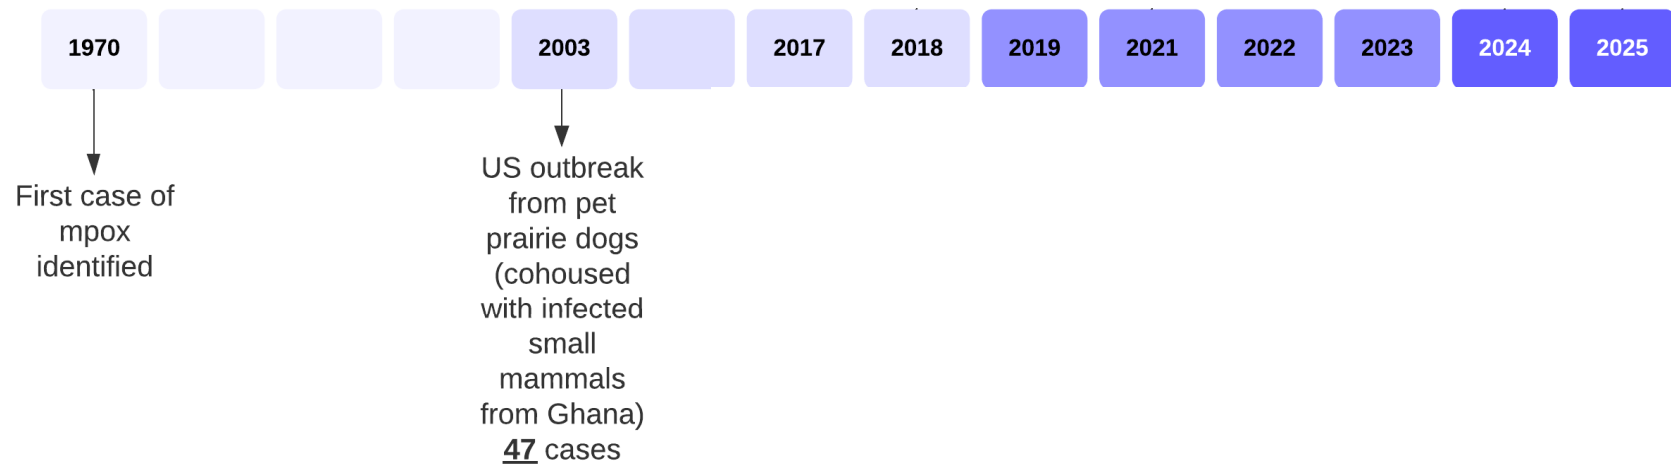 1970 2003 2017 2018 2019 2021 2022 2023 2024 2025
First case of
mpox
identified
US outbreak
from pet
prairie dogs
(cohoused
with infected
small
mammals
from Ghana)
47 cases